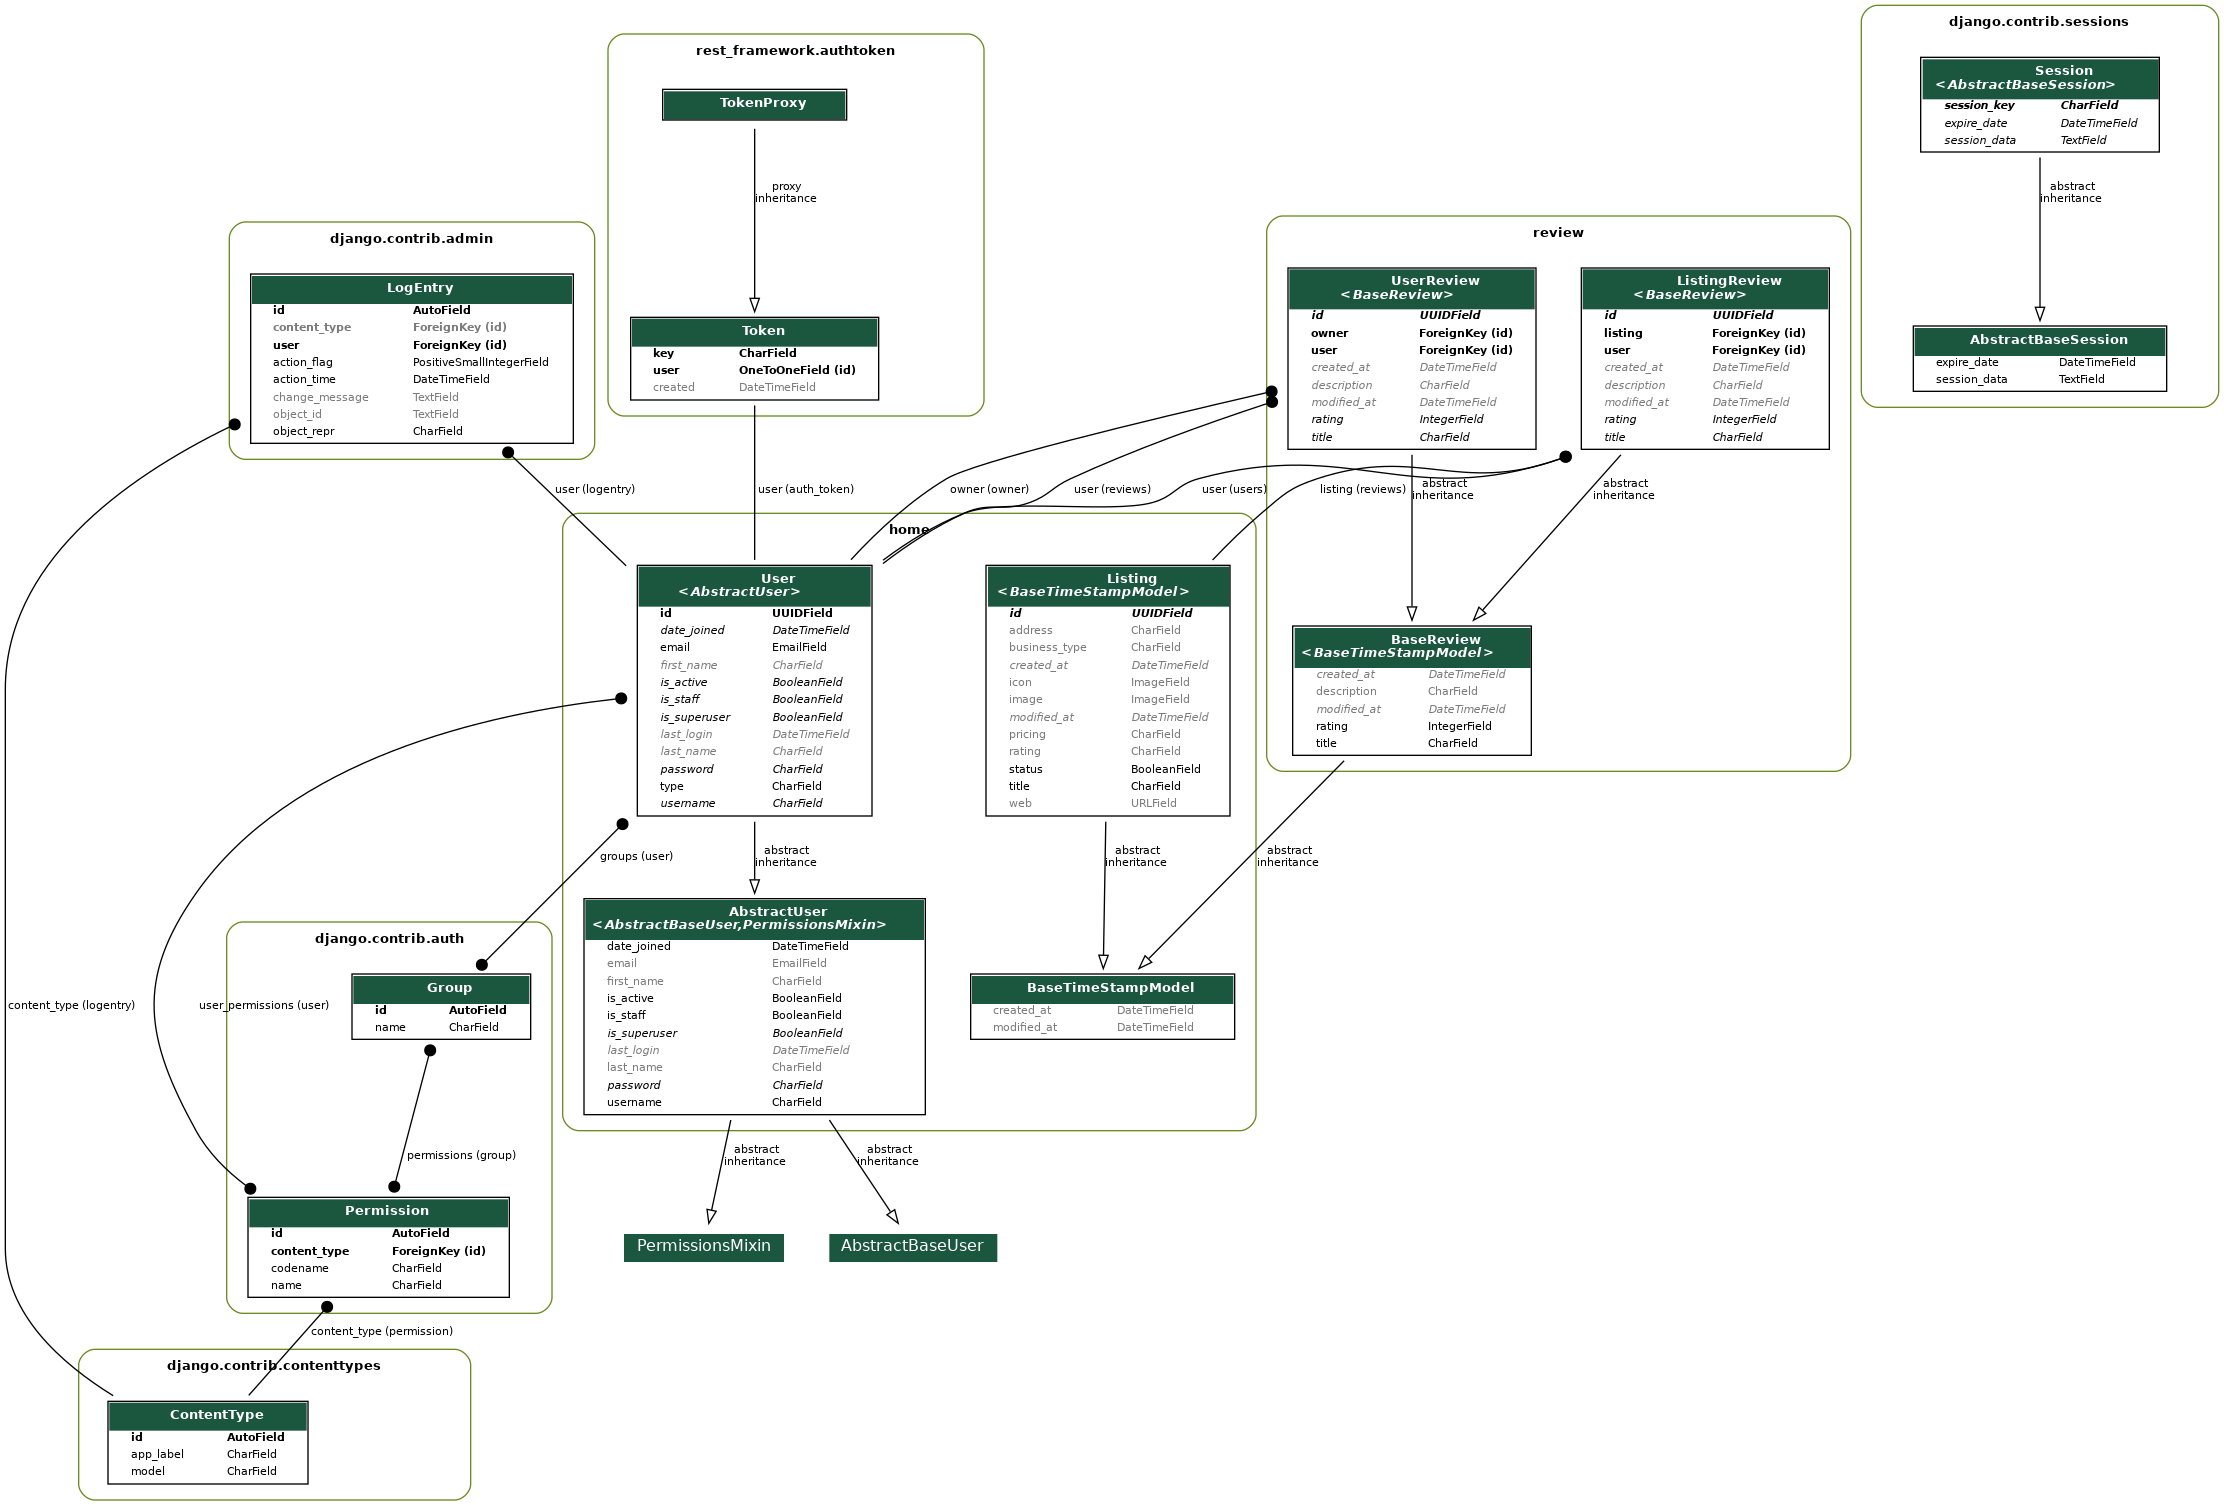 django.contrib.sessions
Session
<AbstractBaseSession>
session_key CharField
expire_date DateTimeField
session_data TextField
abstract
inheritance
AbstractBaseSession
expire_date DateTimeField
session_data TextField
rest_framework.authtoken
TokenProxy
proxy
inheritance
Token
key CharField
user OneToOneField (id)
created DateTimeField
django.contrib.admin
LogEntry
id AutoField
content_type ForeignKey (id)
user ForeignKey (id)
action_flag PositiveSmallIntegerField
action_time DateTimeField
change_message TextField
object_id TextField
object_repr CharField
review
UserReview
<BaseReview>
id UUIDField
owner ForeignKey (id)
user ForeignKey (id)
created_at DateTimeField
description CharField
modified_at DateTimeField
rating IntegerField
title CharField
ListingReview
<BaseReview>
id UUIDField
listing ForeignKey (id)
user ForeignKey (id)
created_at DateTimeField
description CharField
modified_at DateTimeField
rating IntegerField
title CharField
user (logentry)
user (auth_token)
owner (owner)
user (reviews)
user (users)
listing (reviews)
abstract
inheritance
abstract
inheritance
home
User
<AbstractUser>
id UUIDField
date_joined DateTimeField
email EmailField
first_name CharField
is_active BooleanField
is_staff BooleanField
is_superuser BooleanField
last_login DateTimeField
last_name CharField
password CharField
type CharField
username CharField
Listing
<BaseTimeStampModel>
id UUIDField
address CharField
business_type CharField
created_at DateTimeField
icon ImageField
image ImageField
modified_at DateTimeField
pricing CharField
rating CharField
status BooleanField
title CharField
web URLField
BaseReview
<BaseTimeStampModel>
created_at DateTimeField
description CharField
modified_at DateTimeField
rating IntegerField
title CharField
groups (user)
abstract
inheritance
abstract
inheritance
abstract
inheritance
AbstractUser
<AbstractBaseUser,PermissionsMixin>
date_joined DateTimeField
email EmailField
first_name CharField
is_active BooleanField
is_staff BooleanField
is_superuser BooleanField
last_login DateTimeField
last_name CharField
password CharField
username CharField
BaseTimeStampModel
created_at DateTimeField
modified_at DateTimeField
django.contrib.auth
Group
id AutoField
name CharField
content_type (logentry)
user_permissions (user)
permissions (group)
abstract
inheritance
abstract
inheritance
Permission
id AutoField
content_type ForeignKey (id)
codename CharField
name CharField
PermissionsMixin
AbstractBaseUser
content_type (permission)
django.contrib.contenttypes
ContentType
id AutoField
app_label CharField
model CharField